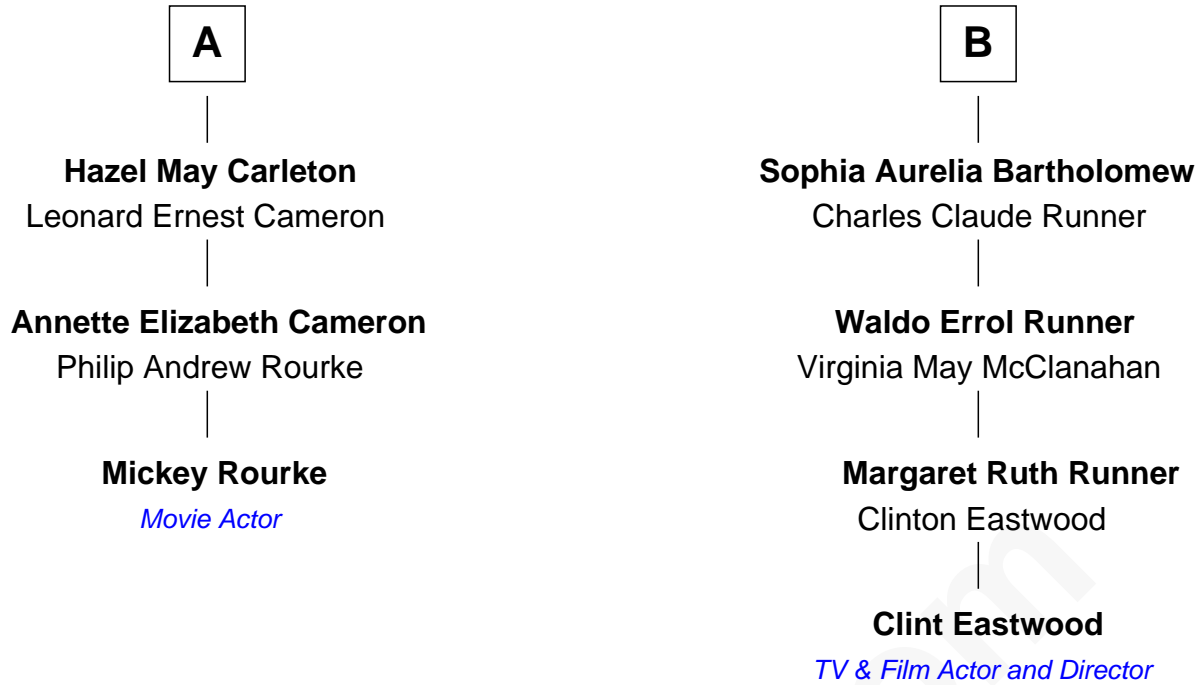 A
Hazel May Carleton
Leonard Ernest Cameron
Annette Elizabeth Cameron
Philip Andrew Rourke
Mickey Rourke
Movie Actor
B
Sophia Aurelia Bartholomew
Charles Claude Runner
Waldo Errol Runner
Virginia May McClanahan
Margaret Ruth Runner
Clinton Eastwood
Clint Eastwood
TV & Film Actor and Director